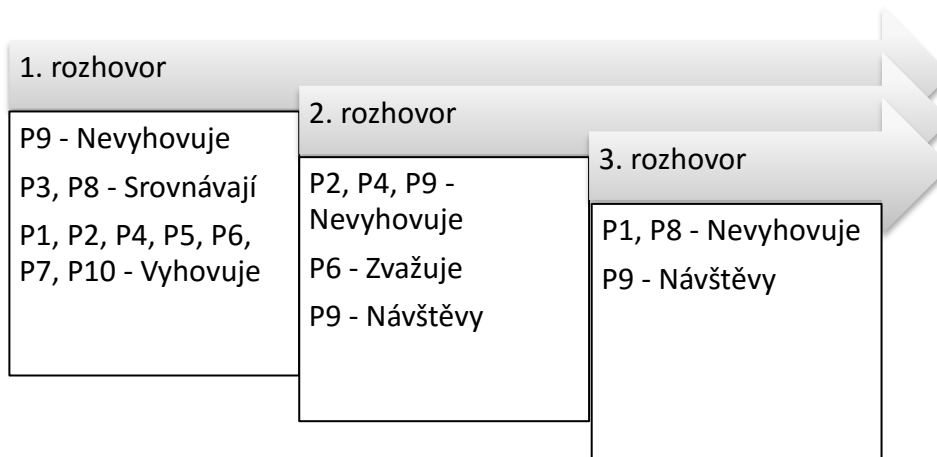 1. rozhovor
P9 - Nevyhovuje
P3, P8 - Srovnávají
P1, P2, P4, P5, P6,
P7, P10 - Vyhovuje
2. rozhovor
P2, P4, P9 -
Nevyhovuje
P6 - Zvažuje
P9 - Návštěvy
3. rozhovor
P1, P8 - Nevyhovuje
P9 - Návštěvy